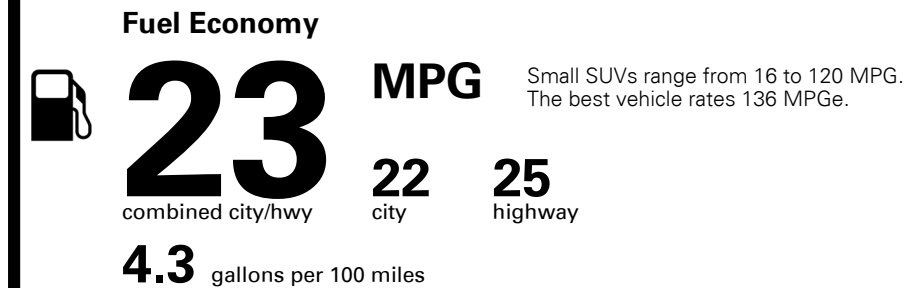 Fuel Economy
23 MPG
Small SUVs range from 16 to 120 MPG.
The best vehicle rates 136 MPGe.
combined city/hwy
22 city
25 highway
4.3 gallons per 100 miles